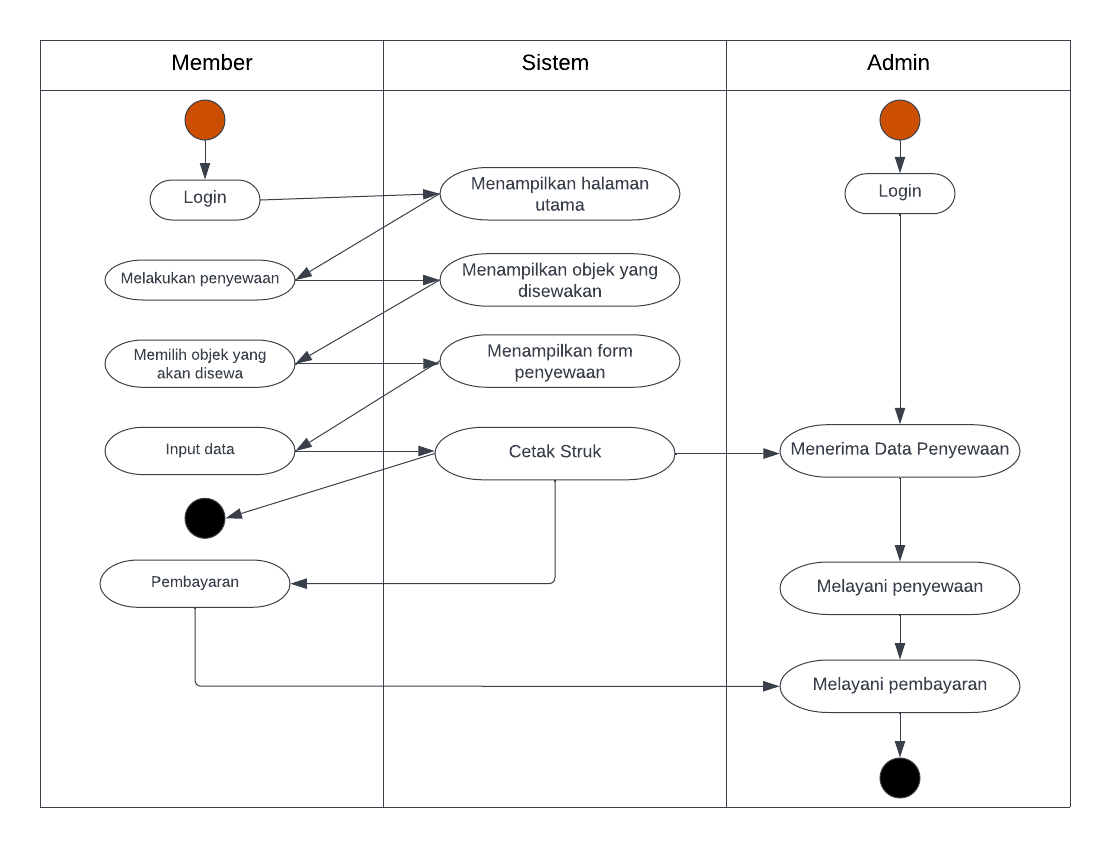 Member
Sistem
Admin
Login
Menampilkan halaman
utama
Login
Melakukan penyewaan
Menampilkan objek yang
disewakan
Memilih objek yang
akan disewa
Menampilkan form
penyewaan
Input data
Cetak Struk
Menerima Data Penyewaan
Pembayaran
Melayani penyewaan
Melayani pembayaran